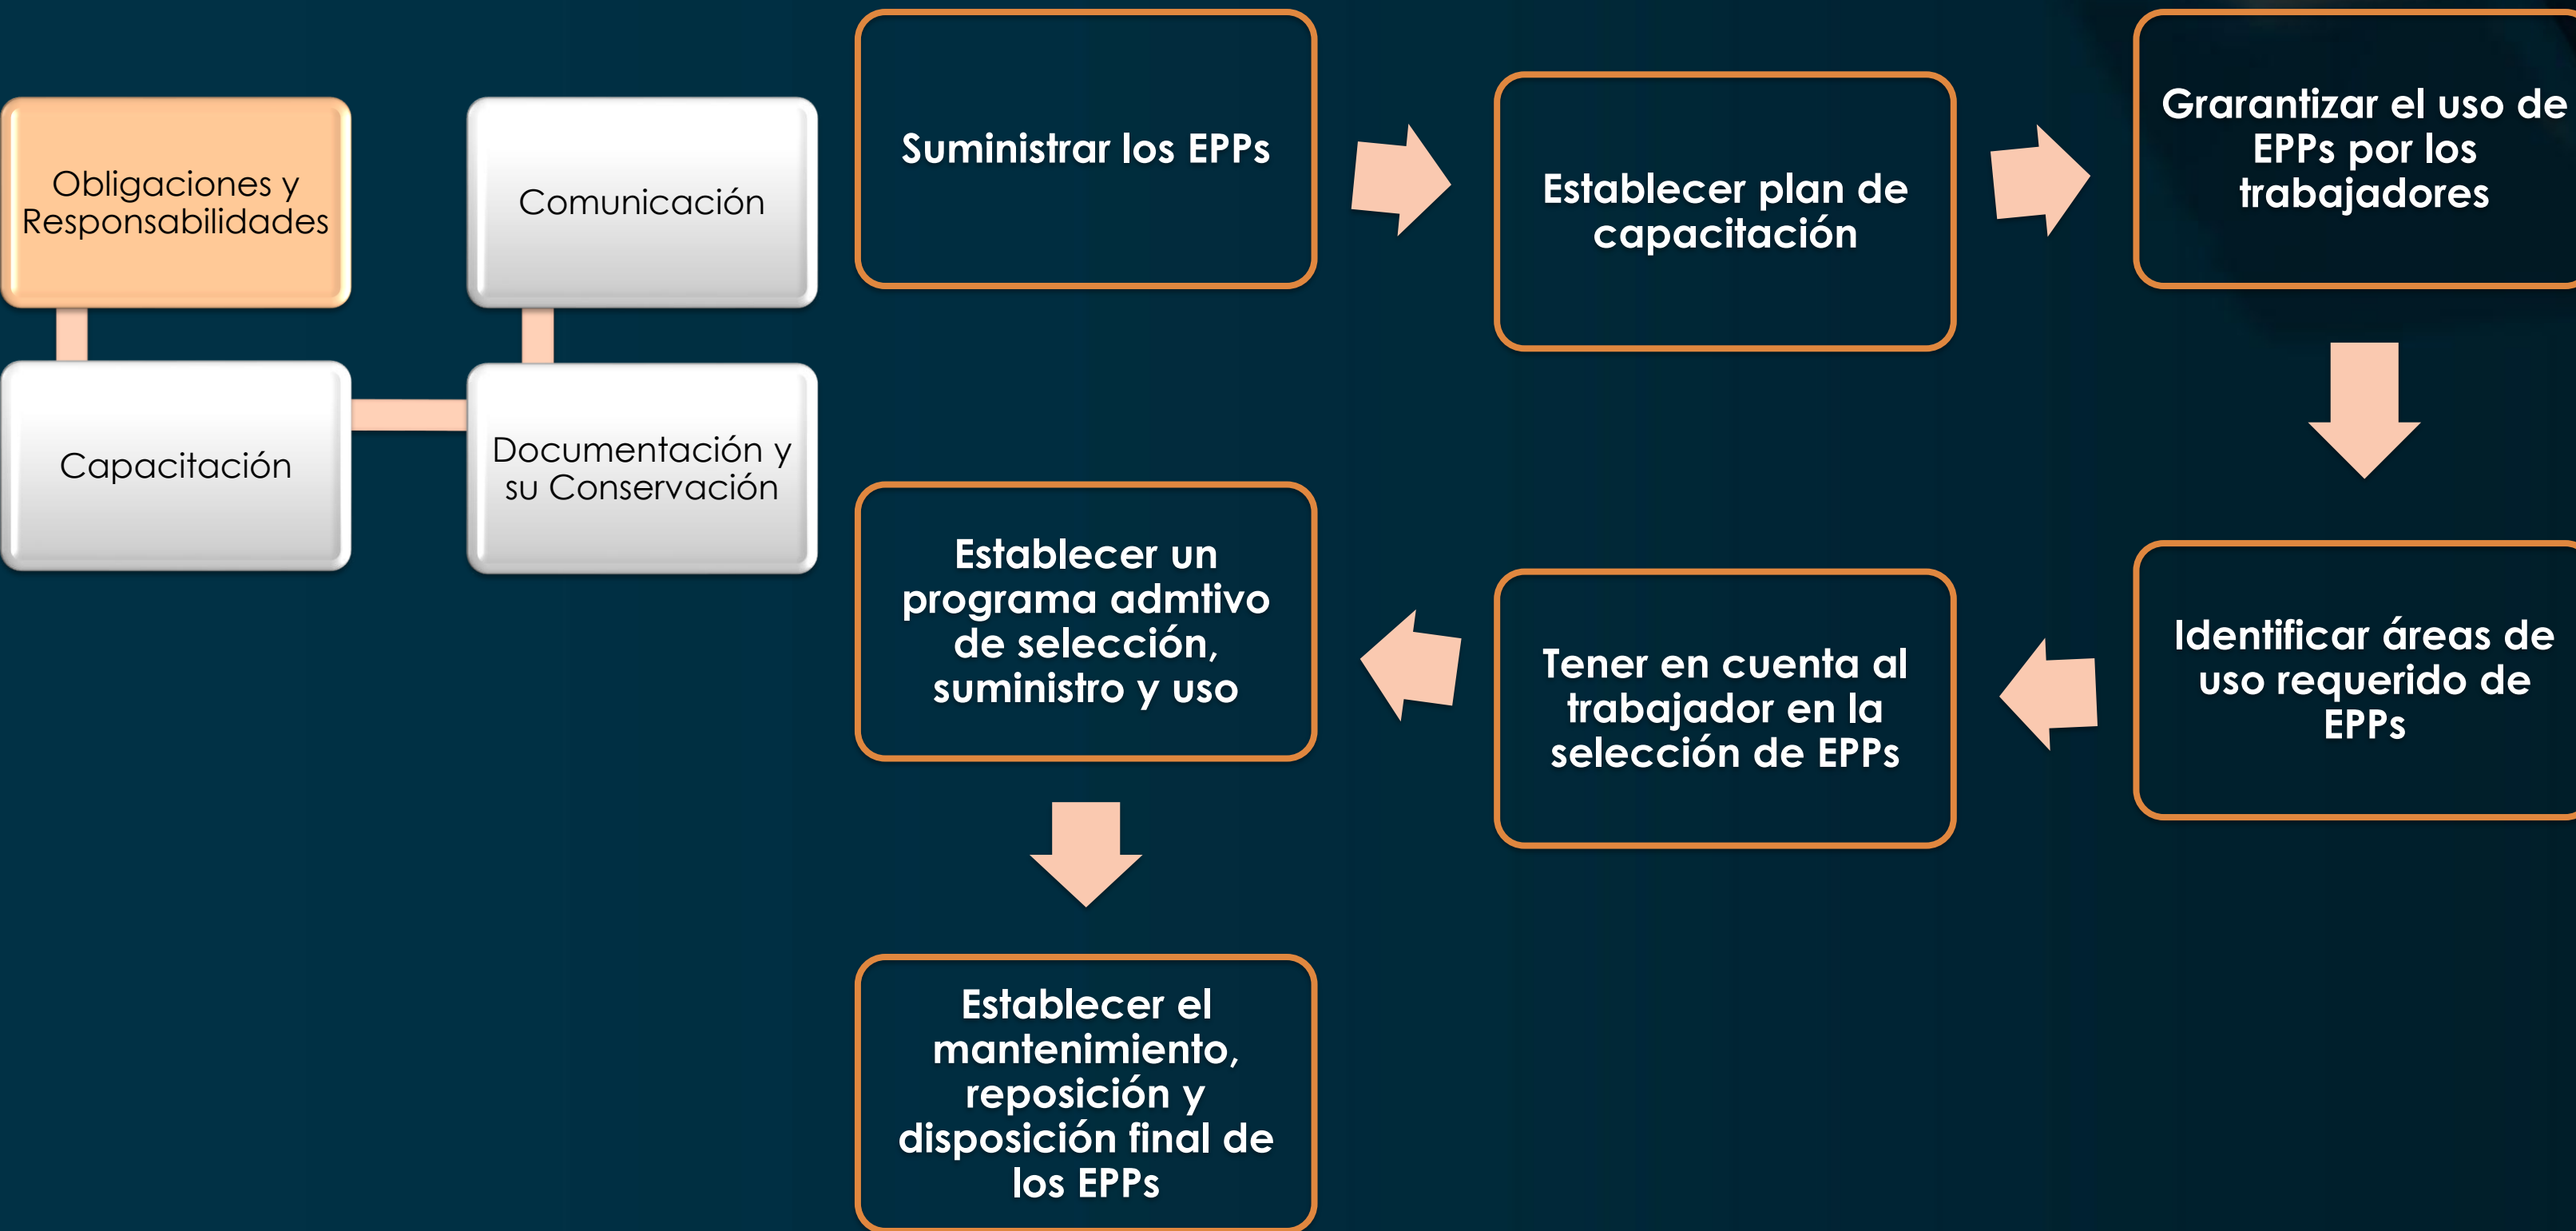 Obligaciones y
Responsabilidades
Capacitación
Documentación y
su Conservación
Comunicación
Suministrar los EPPs
Establecer plan de
capacitación
Grarantizar el uso de
EPPs por los
trabajadores
Identificar áreas de
uso requerido de
EPPs
Tener en cuenta al
trabajador en la
selección de EPPs
Establecer un
programa admtivo
de selección,
suministro y uso
Establecer el
mantenimiento,
reposición y
disposición final de
los EPPs